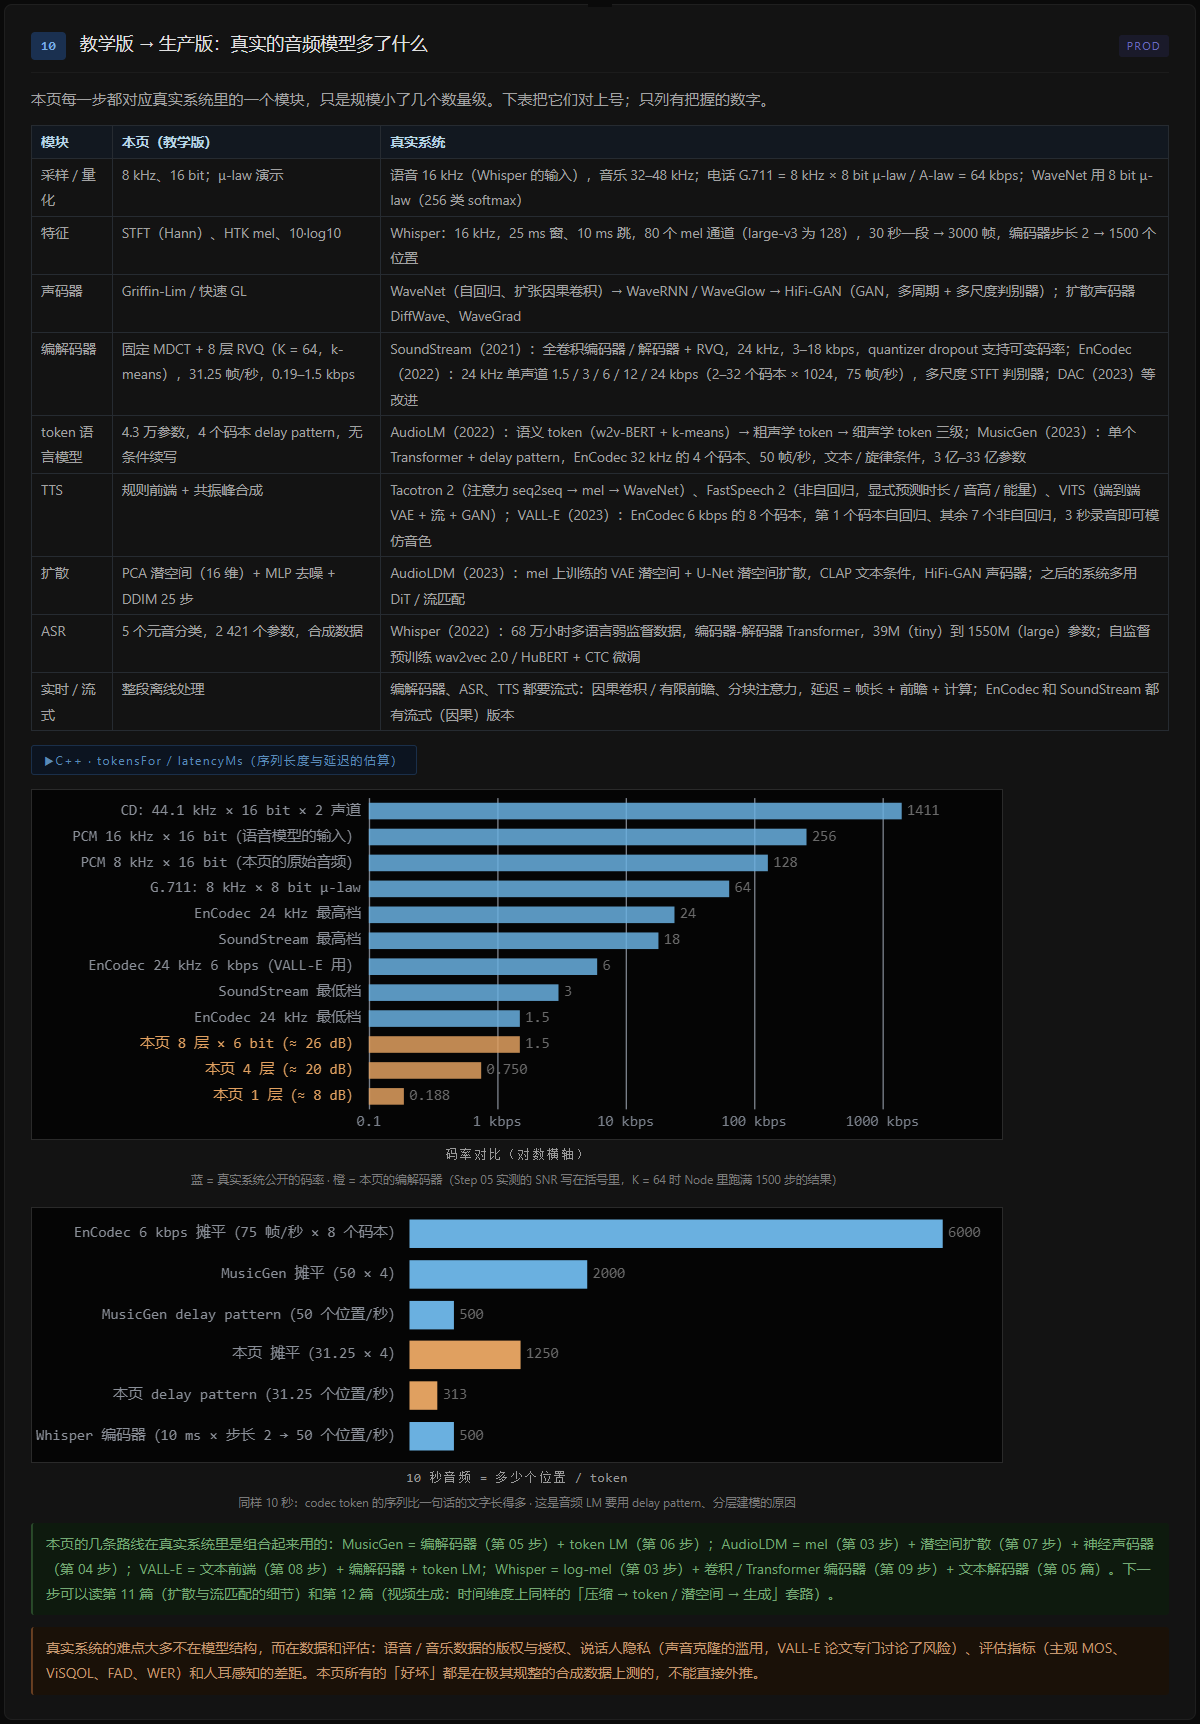 10 教学版 → 生产版：真实的音频模型多了什么 PROD
本页每一步都对应真实系统里的一个模块，只是规模小了几个数量级。下表把它们对上号；只列有把握的数字。
模块 本页（教学版） 真实系统
采样 / 量化 8 kHz、16 bit；μ-law 演示 语音 16 kHz（Whisper 的输入），音乐 32–48 kHz；电话 G.711 = 8 kHz × 8 bit μ-law / A-law = 64 kbps；WaveNet 用 8 bit μ-law（256 类 softmax）
特征 STFT（Hann）、HTK mel、10·log10 Whisper：16 kHz，25 ms 窗、10 ms 跳，80 个 mel 通道（large-v3 为 128），30 秒一段 → 3000 帧，编码器步长 2 → 1500 个位置
声码器 Griffin-Lim / 快速 GL WaveNet（自回归、扩张因果卷积）→ WaveRNN / WaveGlow → HiFi-GAN（GAN，多周期 + 多尺度判别器）；扩散声码器 DiffWave、WaveGrad
编解码器 固定 MDCT + 8 层 RVQ（K = 64，k-means），31.25 帧/秒，0.19–1.5 kbps SoundStream（2021）：全卷积编码器 / 解码器 + RVQ，24 kHz，3–18 kbps，quantizer dropout 支持可变码率；EnCodec（2022）：24 kHz 单声道 1.5 / 3 / 6 / 12 / 24 kbps（2–32 个码本 × 1024，75 帧/秒），多尺度 STFT 判别器；DAC（2023）等改进
token 语言模型 4.3 万参数，4 个码本 delay pattern，无条件续写 AudioLM（2022）：语义 token（w2v-BERT + k-means）→ 粗声学 token → 细声学 token 三级；MusicGen（2023）：单个 Transformer + delay pattern，EnCodec 32 kHz 的 4 个码本、50 帧/秒，文本 / 旋律条件，3 亿–33 亿参数
TTS 规则前端 + 共振峰合成 Tacotron 2（注意力 seq2seq → mel → WaveNet）、FastSpeech 2（非自回归，显式预测时长 / 音高 / 能量）、VITS（端到端 VAE + 流 + GAN）；VALL-E（2023）：EnCodec 6 kbps 的 8 个码本，第 1 个码本自回归、其余 7 个非自回归，3 秒录音即可模仿音色
扩散 PCA 潜空间（16 维）+ MLP 去噪 + DDIM 25 步 AudioLDM（2023）：mel 上训练的 VAE 潜空间 + U-Net 潜空间扩散，CLAP 文本条件，HiFi-GAN 声码器；之后的系统多用 DiT / 流匹配
ASR 5 个元音分类，2 421 个参数，合成数据 Whisper（2022）：68 万小时多语言弱监督数据，编码器-解码器 Transformer，39M（tiny）到 1550M（large）参数；自监督预训练 wav2vec 2.0 / HuBERT + CTC 微调
实时 / 流式 整段离线处理 编解码器、ASR、TTS 都要流式：因果卷积 / 有限前瞻、分块注意力，延迟 = 帧长 + 前瞻 + 计算；EnCodec 和 SoundStream 都有流式（因果）版本
▶C++ · tokensFor / latencyMs（序列长度与延迟的估算）
CD: 44.1 kHz × 16 bit × 2 声道 1411
PCM 16 kHz × 16 bit (语音模型的输入) 256
PCM 8 kHz × 16 bit (本页的原始音频) 128
G.711: 8 kHz × 8 bit μ-law 64
EnCodec 24 kHz 最高档 24
SoundStream 最高档 18
EnCodec 24 kHz 6 kbps (VALL-E 用) 6
SoundStream 最低档 3
EnCodec 24 kHz 最低档 1.5
本页 8 层 × 6 bit (≈ 26 dB) 1.5
本页 4 层 (≈ 20 dB) 0.750
本页 1 层 (≈ 8 dB) 0.188
0.1 1 kbps 10 kbps 100 kbps 1000 kbps
码率对比（对数横轴）
蓝 = 真实系统公开的码率 · 橙 = 本页的编解码器（Step 05 实测的 SNR 写在括号里，K = 64 时 Node 里跑满 1500 步的结果）
EnCodec 6 kbps 摊平 (75 帧/秒 × 8 个码本) 6000
MusicGen 摊平 (50 × 4) 2000
MusicGen delay pattern (50 个位置/秒) 500
本页 摊平 (31.25 × 4) 1250
本页 delay pattern (31.25 个位置/秒) 313
Whisper 编码器 (10 ms × 步长 2 → 50 个位置/秒) 500
10 秒音频 = 多少个位置 / token
同样 10 秒：codec token 的序列比一句话的文字长得多 · 这是音频 LM 要用 delay pattern、分层建模的原因
本页的几条路线在真实系统里是组合起来用的：MusicGen = 编解码器（第 05 步）+ token LM（第 06 步）；AudioLDM = mel（第 03 步）+ 潜空间扩散（第 07 步）+ 神经声码器
（第 04 步）；VALL-E = 文本前端（第 08 步）+ 编解码器 + token LM；Whisper = log-mel（第 03 步）+ 卷积 / Transformer 编码器（第 09 步）+ 文本解码器（第 05 篇）。下一
步可以读第 11 篇（扩散与流匹配的细节）和第 12 篇（视频生成：时间维度上同样的「压缩 → token / 潜空间 → 生成」套路）。
真实系统的难点大多不在模型结构，而在数据和评估：语音 / 音乐数据的版权与授权、说话人隐私（声音克隆的滥用，VALL-E 论文专门讨论了风险）、评估指标（主观 MOS、
ViSQOL、FAD、WER）和人耳感知的差距。本页所有的「好坏」都是在极其规整的合成数据上测的，不能直接外推。